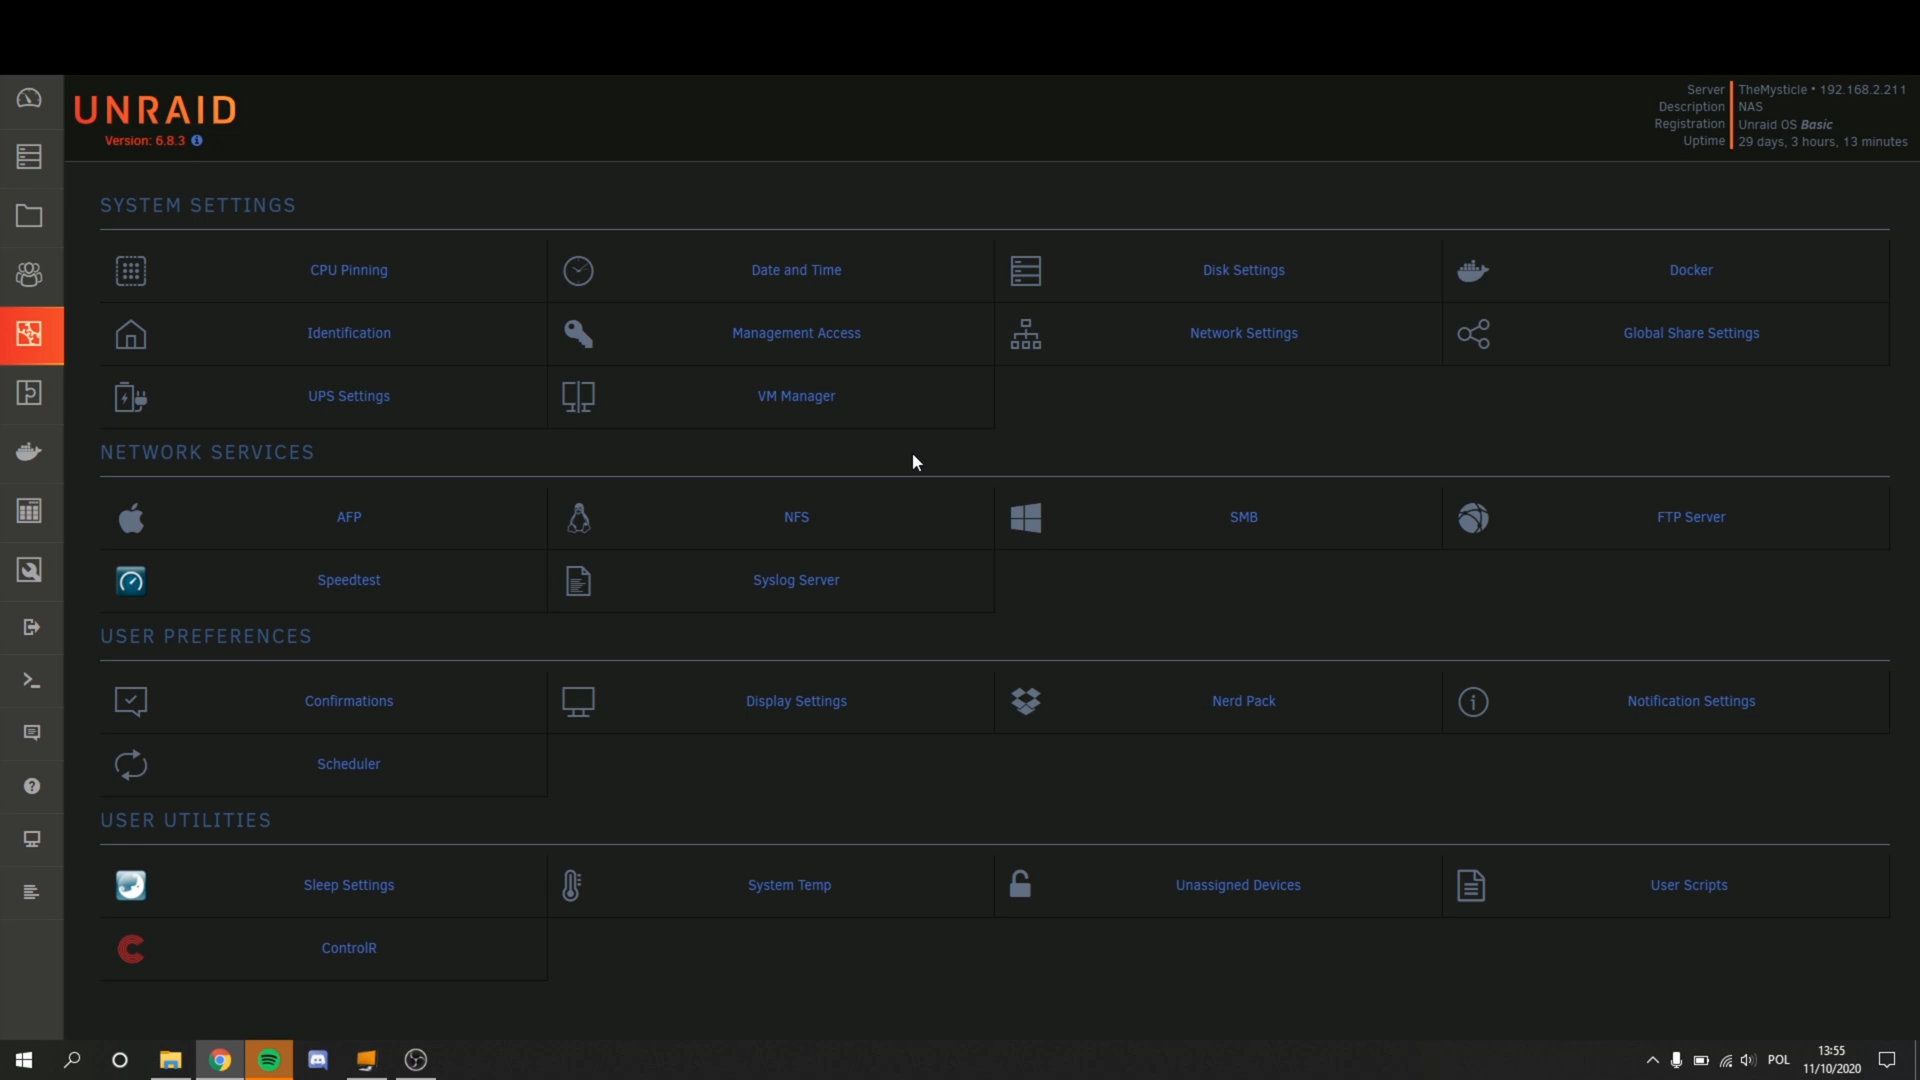 UNRAID
Version: 6.8.3
Server TheMysticle • 192.168.2.211
Description NAS
Registration Unraid OS Basic
Uptime 29 days, 3 hours, 13 minutes
SYSTEM SETTINGS
CPU Pinning Date and Time Disk Settings Docker
Identification Management Access Network Settings Global Share Settings
UPS Settings VM Manager
NETWORK SERVICES
AFP NFS SMB FTP Server
Speedtest Syslog Server
USER PREFERENCES
Confirmations Display Settings Nerd Pack Notification Settings
Scheduler
USER UTILITIES
Sleep Settings System Temp Unassigned Devices User Scripts
ControlR
POL
13:55
11/10/2020